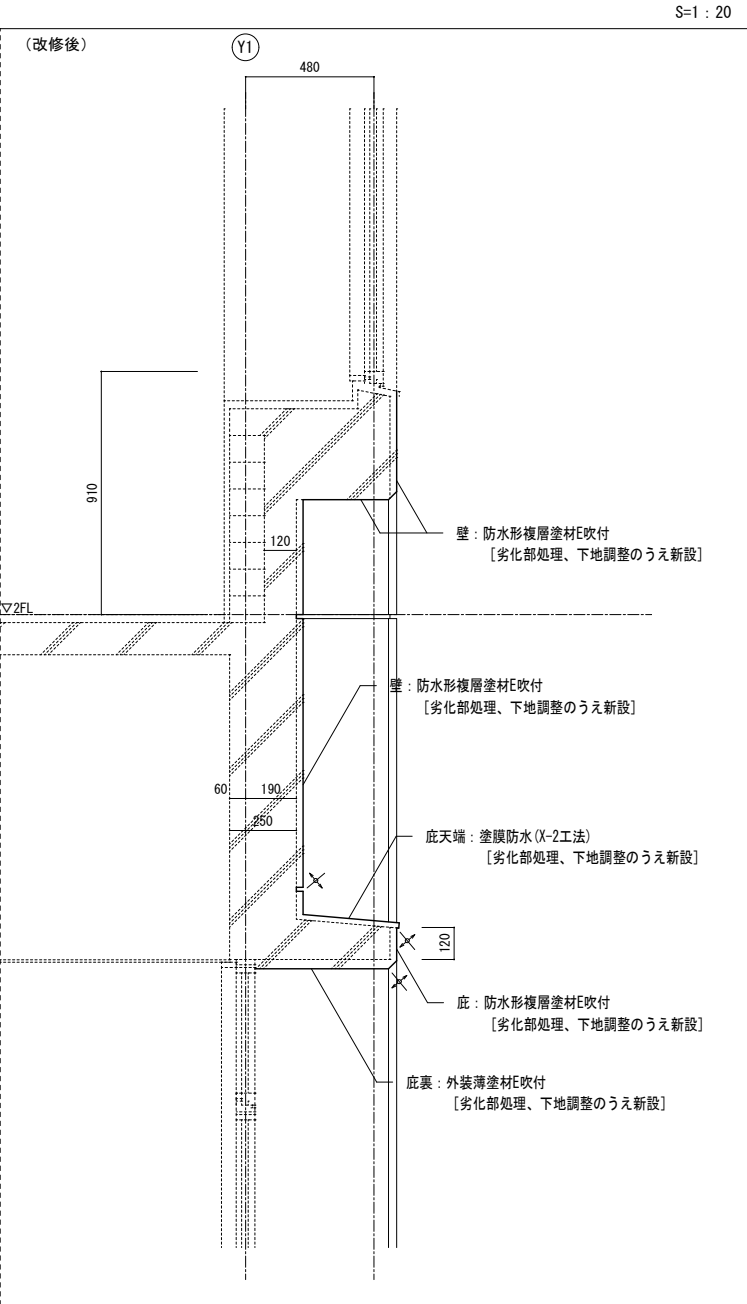 S=1：20
（改修後）
Y1
480
910
120
壁：防水形複層塗材E吹付
[劣化部処理、下地調整のうえ新設]
▽2FL
壁：防水形複層塗材E吹付
[劣化部処理、下地調整のうえ新設]
60
190
250
庇天端：塗膜防水(X-2工法)
[劣化部処理、下地調整のうえ新設]
120
庇：防水形複層塗材E吹付
[劣化部処理、下地調整のうえ新設]
庇裏：外装薄塗材E吹付
[劣化部処理、下地調整のうえ新設]